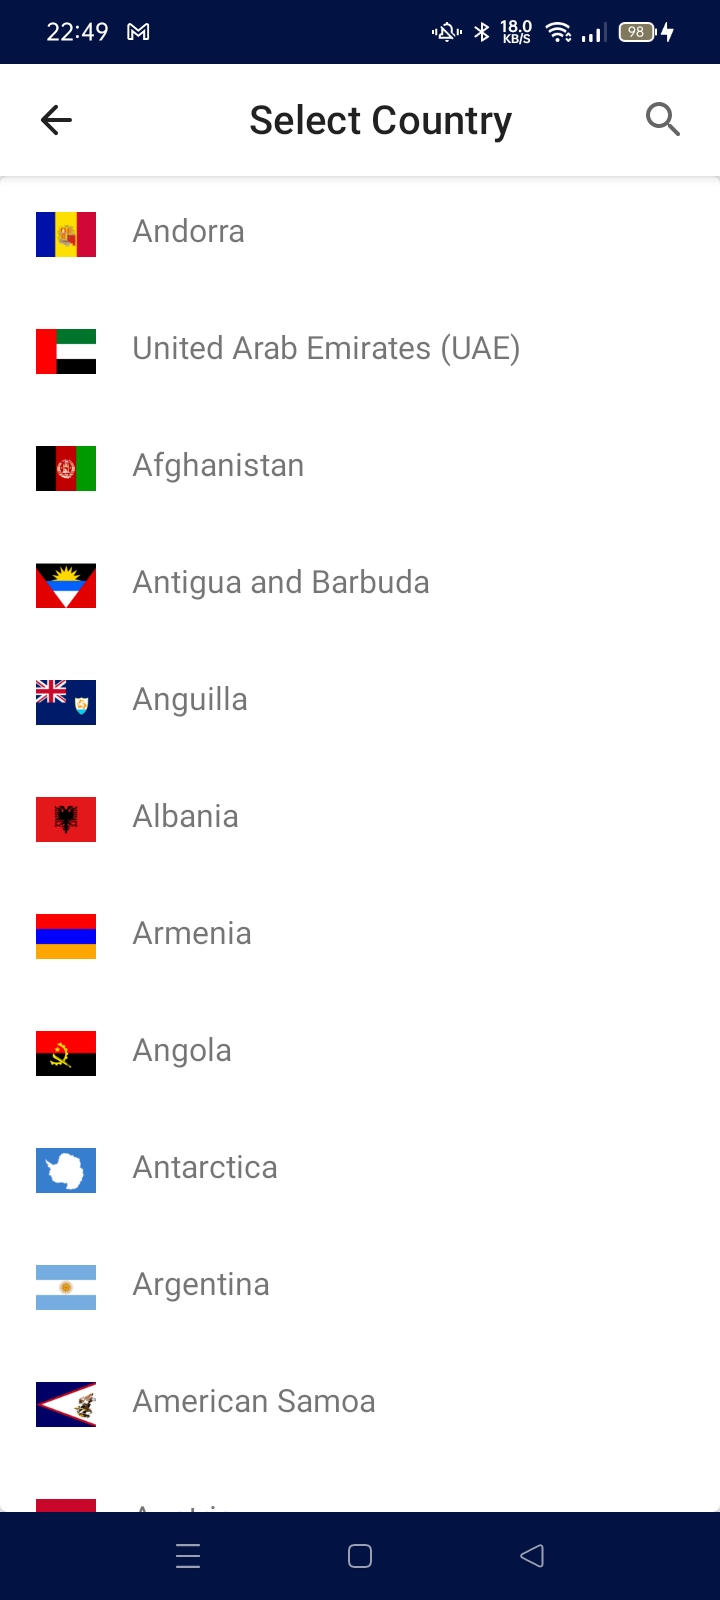 22:49
18.0
KB/S
98
Select Country
Andorra
United Arab Emirates (UAE)
Afghanistan
Antigua and Barbuda
Anguilla
Albania
Armenia
Angola
Antarctica
Argentina
American Samoa